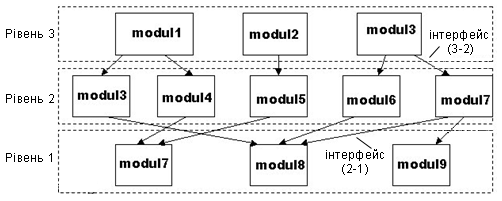 Рівень 3
modul1
modul2
modul3
інтерфейс
(3-2)
Рівень 2
modul3
modul4
modul5
modul6
modul7
Рівень 1
modul7
modul8
інтерфейс
(2-1)
modul9